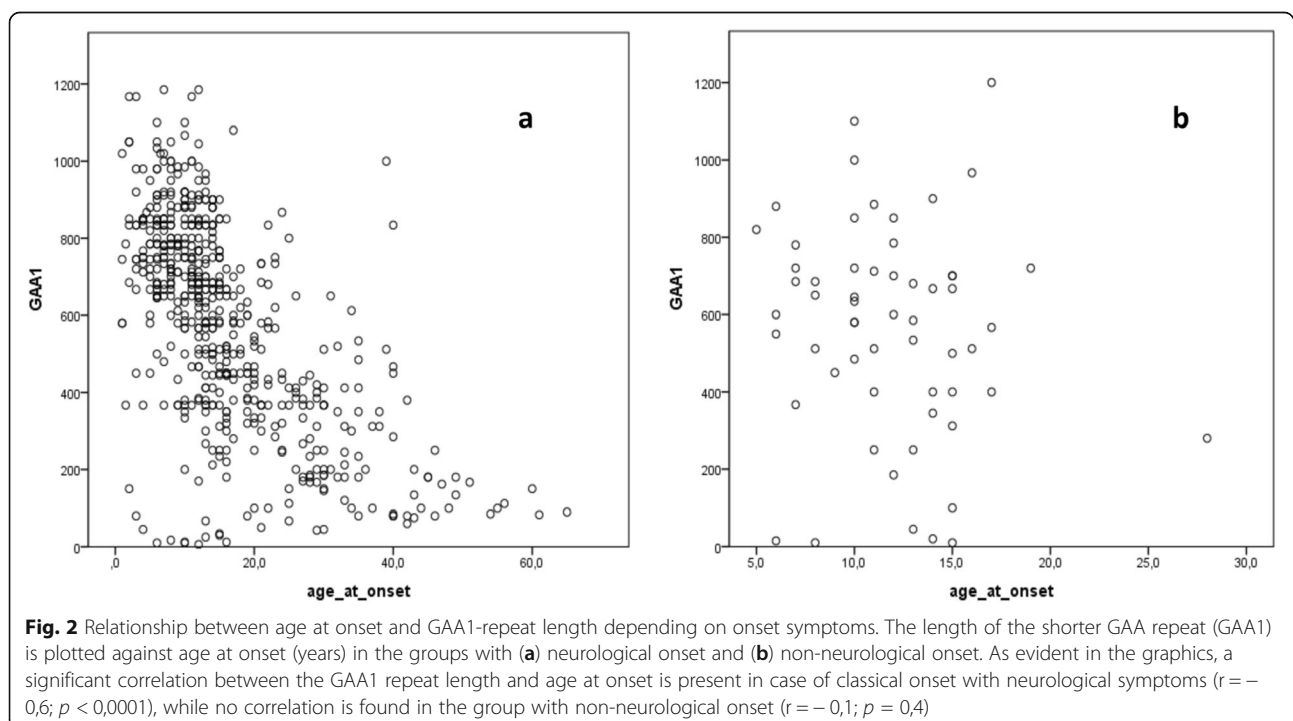 a
GAA1
1200
1000
800
600
400
200
0
,0 20,0 40,0 60,0
age_at_onset
b
GAA1
1200
1000
800
600
400
200
0
5,0 10,0 15,0 20,0 25,0 30,0
age_at_onset
Fig. 2 Relationship between age at onset and GAA1-repeat length depending on onset symptoms. The length of the shorter GAA repeat (GAA1)
is plotted against age at onset (years) in the groups with (a) neurological onset and (b) non-neurological onset. As evident in the graphics, a
significant correlation between the GAA1 repeat length and age at onset is present in case of classical onset with neurological symptoms (r = −
0,6; p < 0,0001), while no correlation is found in the group with non-neurological onset (r = − 0,1; p = 0,4)